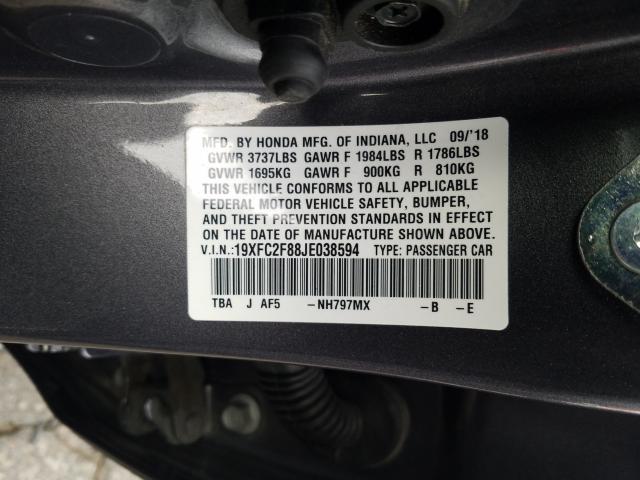 MFD. BY HONDA MFG. OF INDIANA, LLC 09/'18
GVWR 3737LBS GAWR F 1984LBS R 1786LBS
GVWR 1695KG GAWR F 900KG R 810KG
THIS VEHICLE CONFORMS TO ALL APPLICABLE
FEDERAL MOTOR VEHICLE SAFETY, BUMPER,
AND THEFT PREVENTION STANDARDS IN EFFECT
ON THE DATE OF MANUFACTURE SHOWN ABOVE.
V.I.N.:19XFC2F88JE038594 TYPE: PASSENGER CAR
TBA J AF5 –NH797MX –B –E